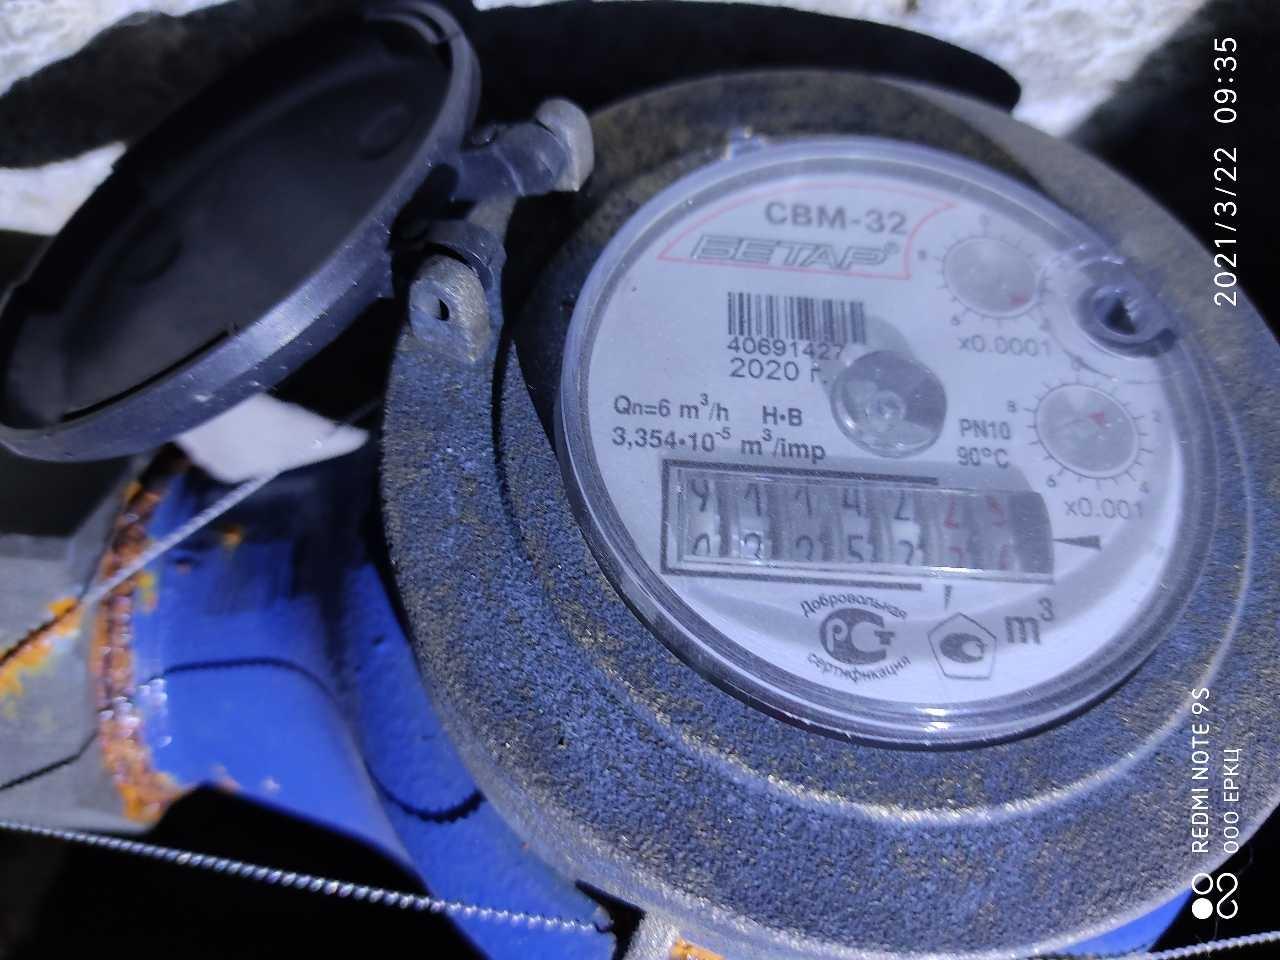 СВМ-32
БЕТАР®
40691427
2020 г.
Qn=6 m³/h H•B
3,354•10⁻⁵ m³/imp
PN10
90°C
x0.0001
x0.001
m³
Добровольная
РСТ
сертификация
2021/3/22 09:35
REDMI NOTE 9S
ООО ЕРКЦ